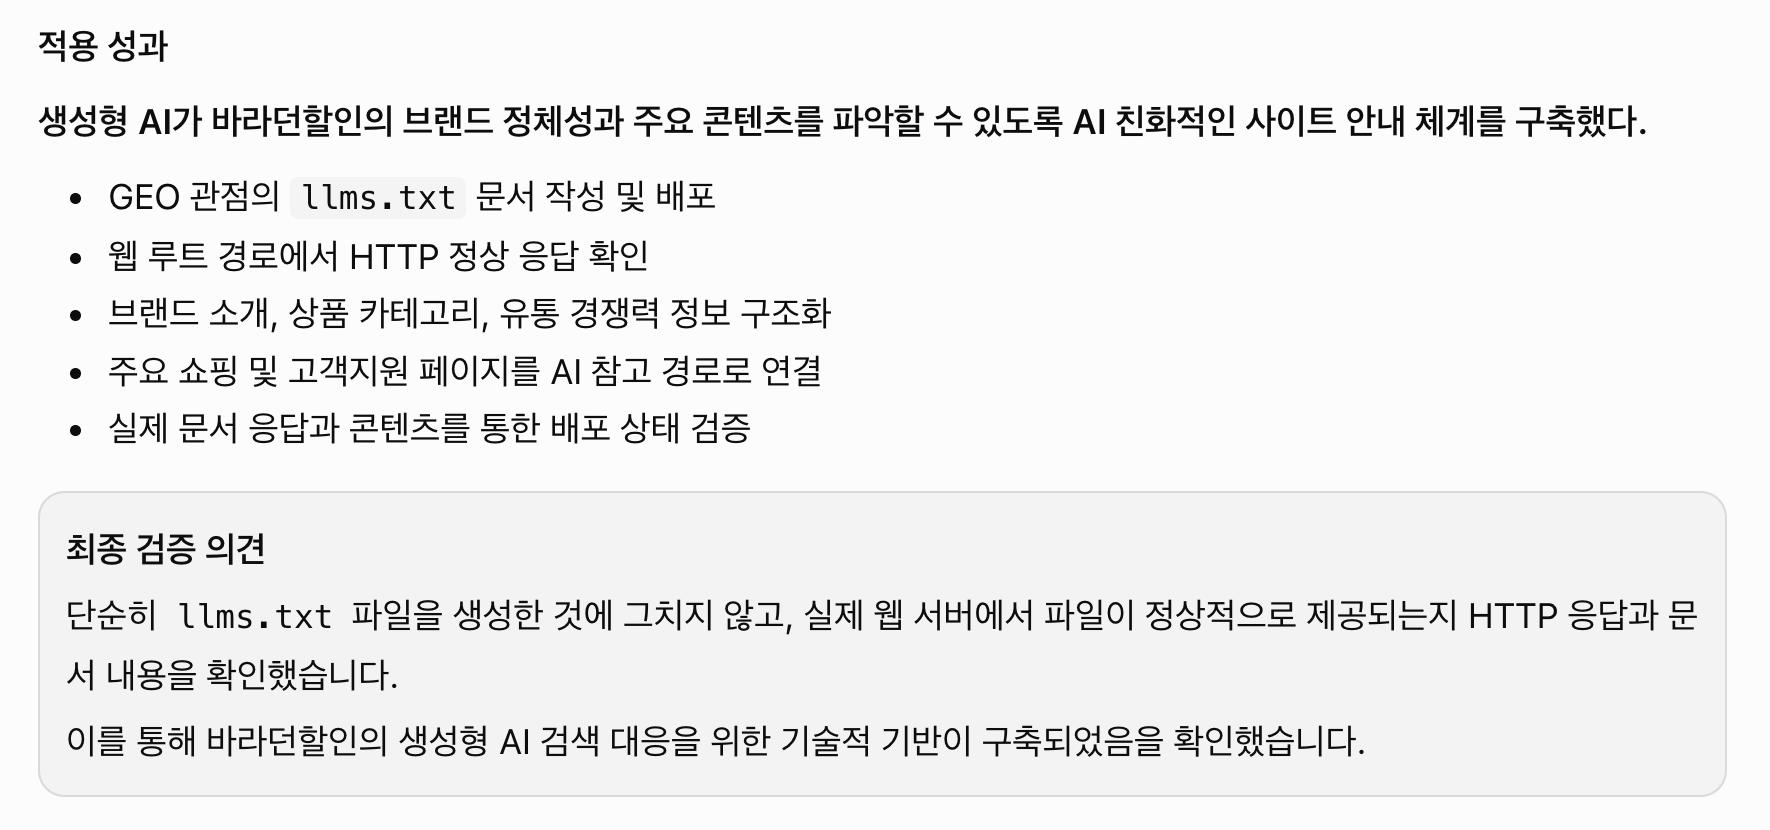 적용 성과
생성형 AI가 바라던할인의 브랜드 정체성과 주요 콘텐츠를 파악할 수 있도록 AI 친화적인 사이트 안내 체계를 구축했다.
• GEO 관점의 llms.txt 문서 작성 및 배포
• 웹 루트 경로에서 HTTP 정상 응답 확인
• 브랜드 소개, 상품 카테고리, 유통 경쟁력 정보 구조화
• 주요 쇼핑 및 고객지원 페이지를 AI 참고 경로로 연결
• 실제 문서 응답과 콘텐츠를 통한 배포 상태 검증
최종 검증 의견
단순히 llms.txt 파일을 생성한 것에 그치지 않고, 실제 웹 서버에서 파일이 정상적으로 제공되는지 HTTP 응답과 문
서 내용을 확인했습니다.
이를 통해 바라던할인의 생성형 AI 검색 대응을 위한 기술적 기반이 구축되었음을 확인했습니다.